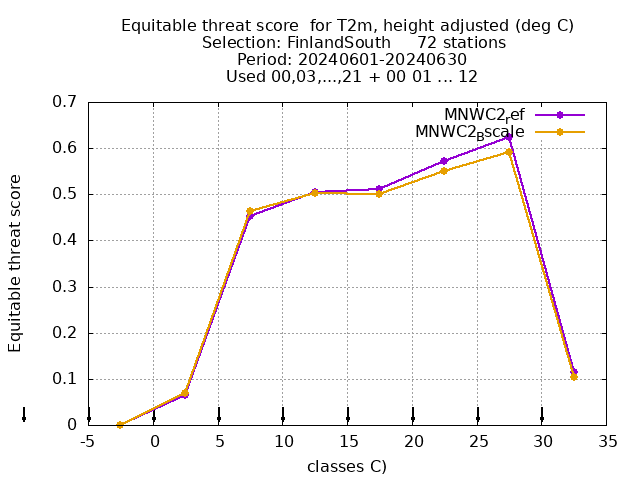 Equitable threat score  for T2m, height adjusted (deg C)
Selection: FinlandSouth     72 stations
Period: 20240601-20240630
Used 00,03,...,21 + 00 01 ... 12
MNWC2ref
MNWC2Bscale
Equitable threat score
0.7
0.6
0.5
0.4
0.3
0.2
0.1
0
-5 0 5 10 15 20 25 30 35
classes C)